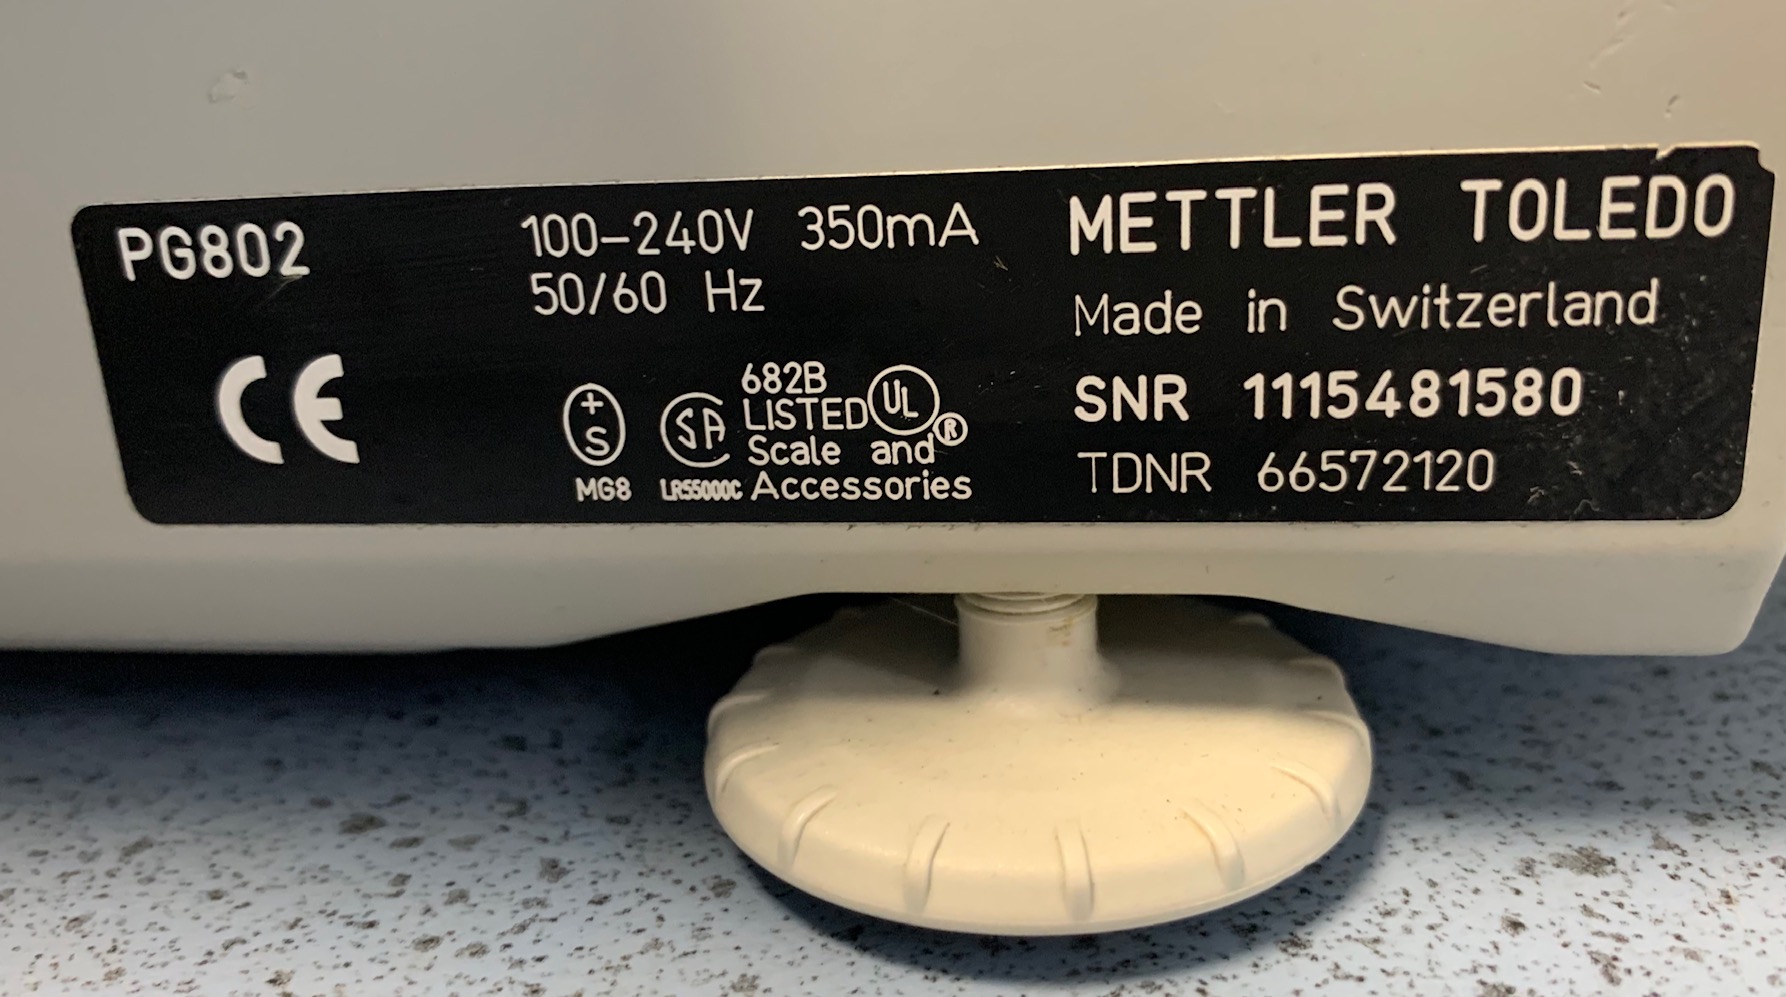 PG802
CE
100-240V 350mA
50/60 Hz
+
S
MG8
SA
LR55000C
682B
LISTED UL ®
Scale and
Accessories
METTLER TOLEDO
Made in Switzerland
SNR 1115481580
TDNR 66572120